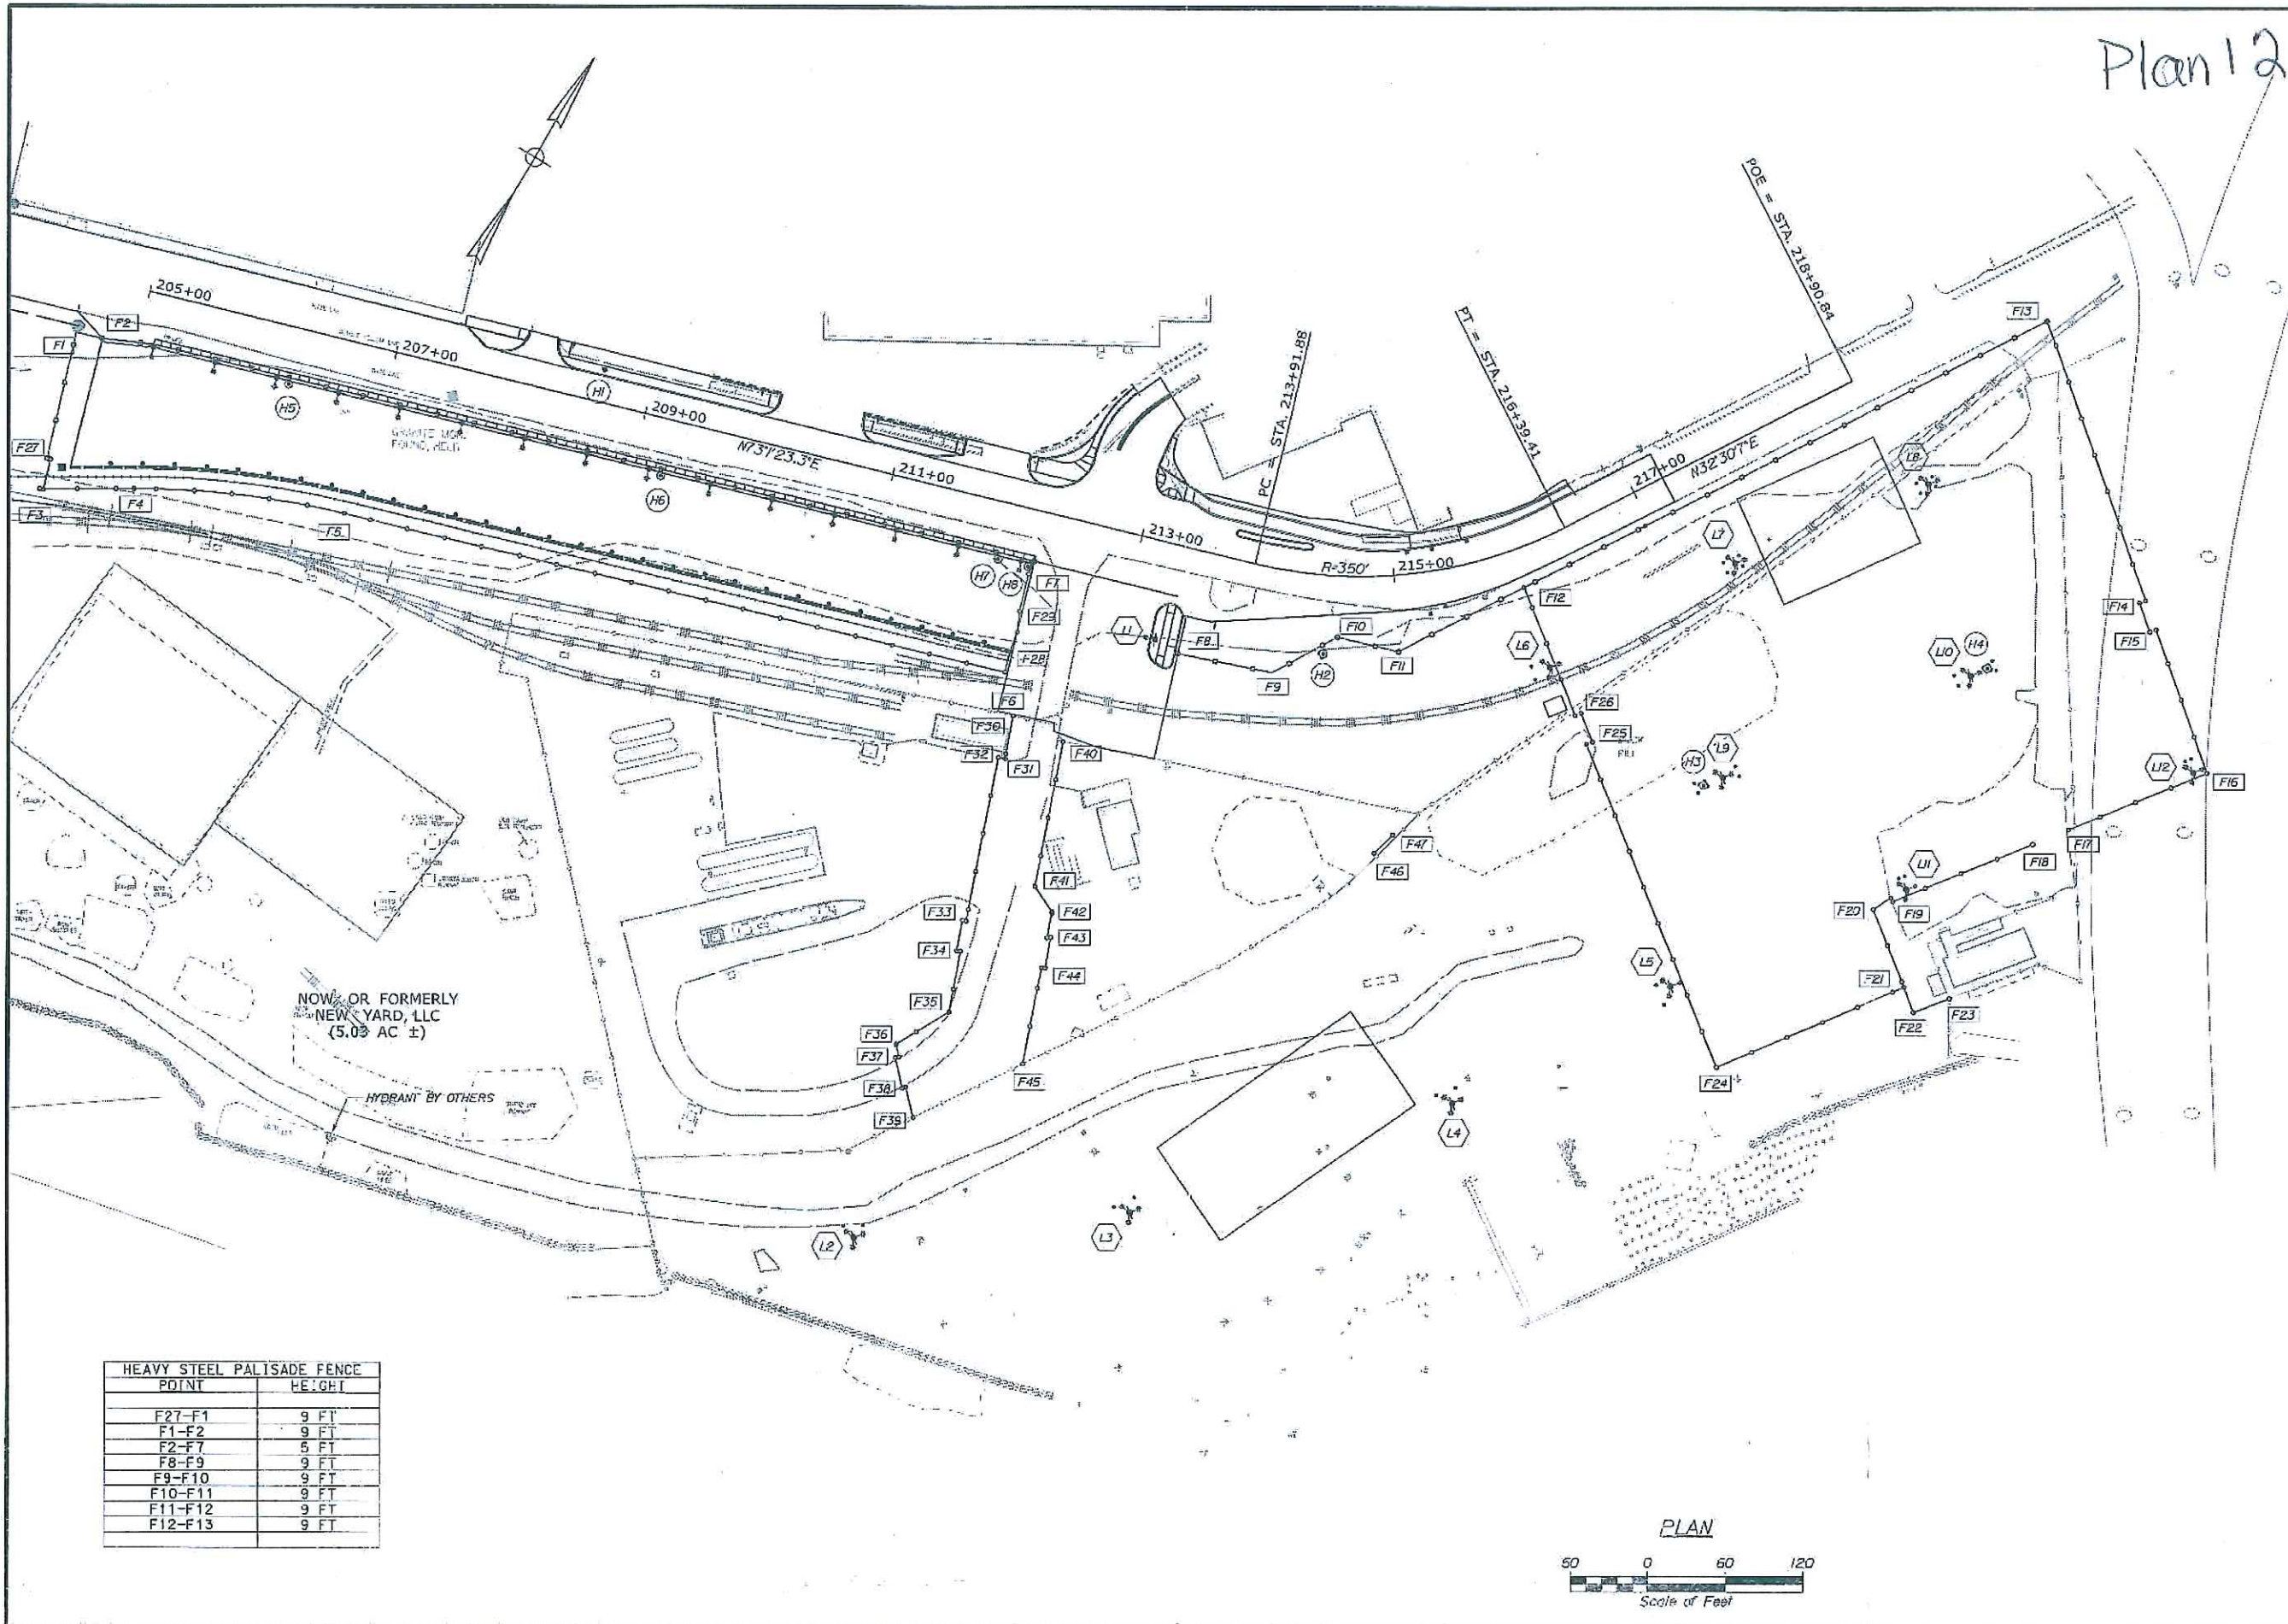 Plan 12
POE = STA. 218+90.84
205+00
F13
F2
PT = STA. 216+39.41
PC = STA. 213+91.88
F1
207+00
H1
H5
209+00
GRANITE MON.
FOUND, HELD
N73°1'23.3"E
F27
211+00
217+00
N32°30'7"E
L8
H6
F3
F4
F5
213+00
R=350'
215+00
L7
H7
H8
F7
F12
F14
F29
L1
F8
F10
F15
F28
F11
L6
L10
H4
F9
H2
F6
F26
F30
F25
F32
F31
F40
H3
L9
L12
F16
F47
F17
F46
F18
L11
F41
F33
F42
F20
F19
F43
F34
F44
L5
F21
F35
F22
F23
NOW OR FORMERLY
NEW YARD, LLC
(5.03 AC ±)
F36
F37
F45
F24
F38
HYDRANT BY OTHERS
F39
L4
L2
L3
HEAVY STEEL PALISADE FENCE
POINT HEIGHT
F27-F1 9 FT
F1-F2 9 FT
F2-F7 5 FT
F8-F9 9 FT
F9-F10 9 FT
F10-F11 9 FT
F11-F12 9 FT
F12-F13 9 FT
PLAN
60 0 60 120
Scale of Feet